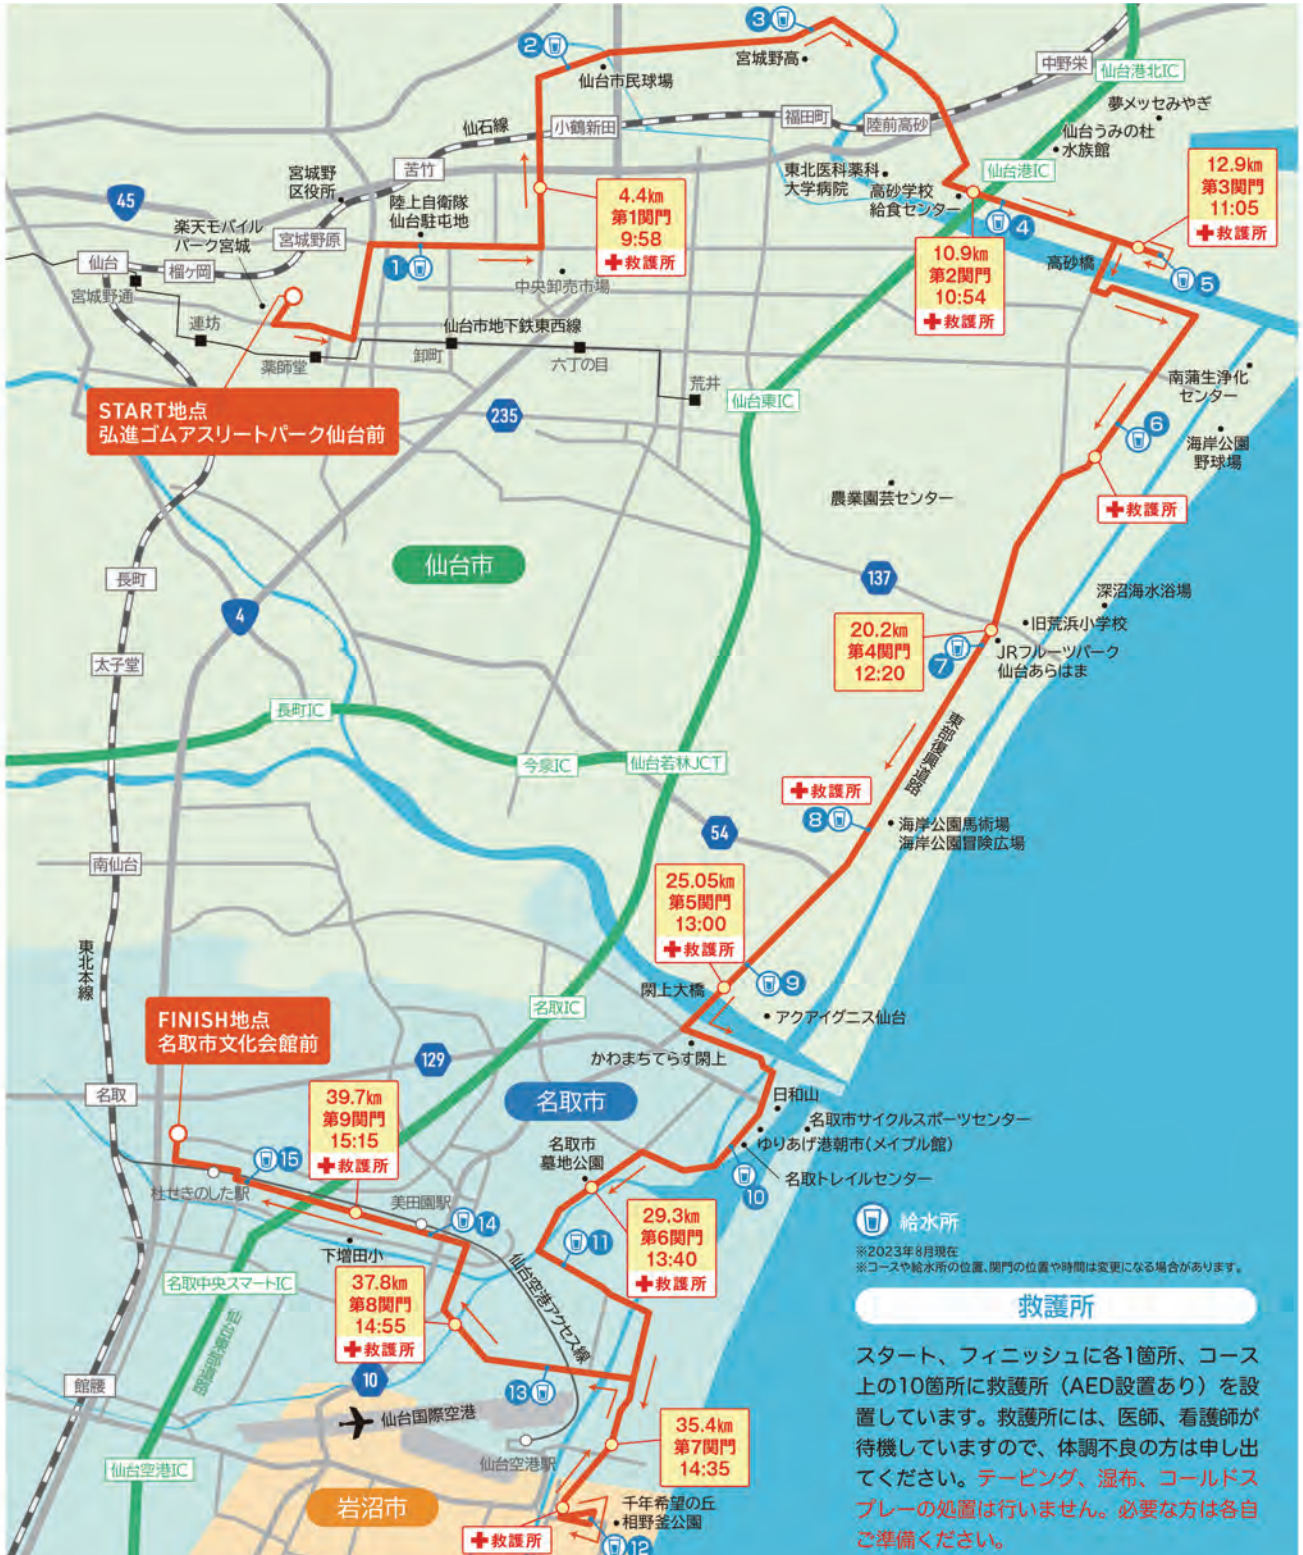 3
2
宮城野高
仙台市民球場
中野栄
仙台港北IC
夢メッセみやぎ
仙石線
小鶴新田
福田町
陸前高砂
仙台うみの杜
水族館
宮城野
区役所
苦竹
陸上自衛隊
仙台駐屯地
東北医科薬科
大学病院
高砂学校
給食センター
仙台港IC
12.9km
第3関門
11:05
救護所
45
楽天モバイル
パーク宮城
宮城野原
4.4km
第1関門
9:58
救護所
4
仙台
榴ケ岡
宮城野通
1
中央卸売市場
10.9km
第2関門
10:54
救護所
高砂橋
5
連坊
薬師堂
仙台市地下鉄東西線
卸町
六丁の目
荒井
START地点
弘進ゴムアスリートパーク仙台前
235
仙台東IC
南蒲生浄化
センター
6
海岸公園
野球場
農業園芸センター
救護所
仙台市
長町
137
深沼海水浴場
4
20.2km
第4関門
12:20
旧荒浜小学校
7
JRフルーツパーク
仙台あらはま
太子堂
長町IC
今泉IC
仙台若林JCT
東部復興道路
救護所
8
海岸公園馬術場
海岸公園冒険広場
54
南仙台
25.05km
第5関門
13:00
救護所
東北本線
閖上大橋
9
名取IC
アクアイグニス仙台
FINISH地点
名取市文化会館前
かわまちてらす閖上
129
名取
39.7km
第9関門
15:15
救護所
名取市
日和山
名取市サイクルスポーツセンター
ゆりあげ港朝市(メイプル館)
名取市
墓地公園
15
10
名取トレイルセンター
杜せきのした駅
美田園駅
14
29.3km
第6関門
13:40
救護所
11
給水所
※2023年8月現在
※コースや給水所の位置、関門の位置や時間は変更になる場合があります。
下増田小
名取中央スマートIC
37.8km
第8関門
14:55
救護所
仙台空港アクセス線
仙台東部道路
救護所
スタート、フィニッシュに各1箇所、コース
上の10箇所に救護所（AED設置あり）を設
置しています。救護所には、医師、看護師が
待機していますので、体調不良の方は申し出
てください。テーピング、湿布、コールドス
プレーの処置は行いません。必要な方は各自
ご準備ください。
館腰
10
13
仙台国際空港
仙台空港駅
35.4km
第7関門
14:35
仙台空港IC
岩沼市
千年希望の丘
相野釜公園
救護所
12